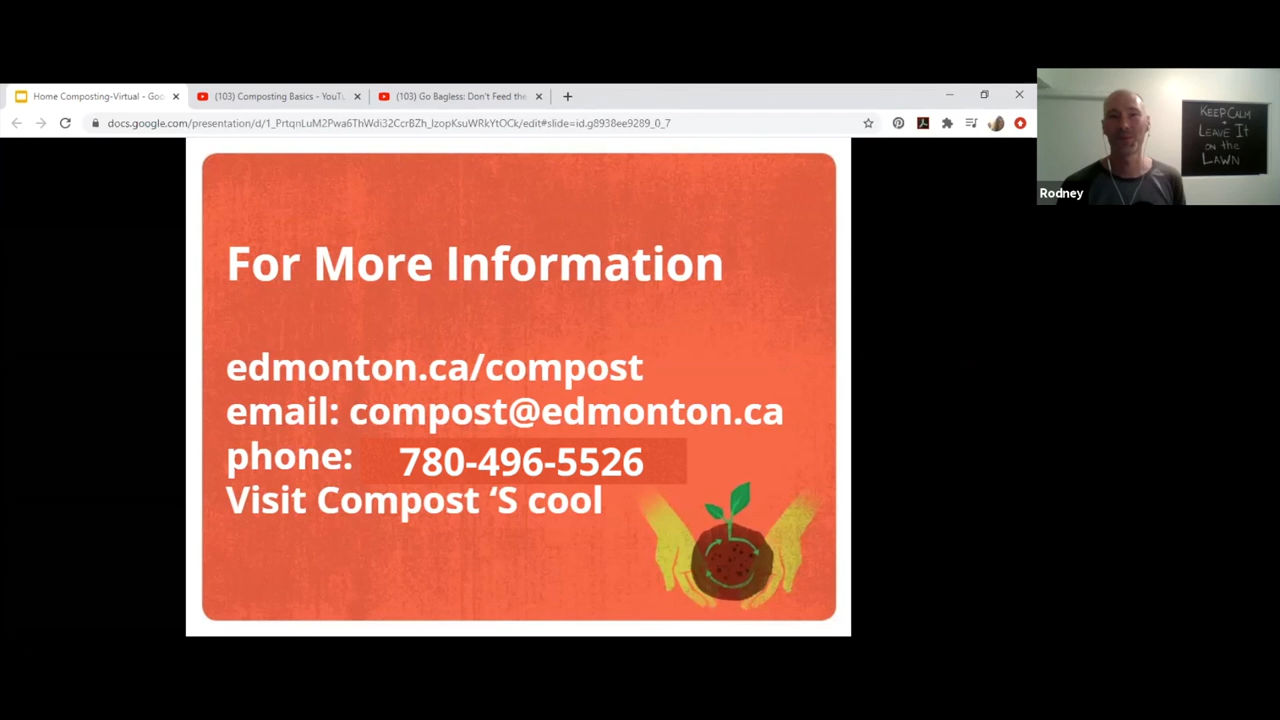 Home Composting-Virtual - Goo
(103) Composting Basics - YouTu
(103) Go Bagless: Don't Feed the
docs.google.com/presentation/d/1_PrtqnLuM2Pwa6ThWdi32CcrBZh_IzopKsuWRkYtOCk/edit#slide=id.g8938ee9289_0_7
KEEP CALM
+
LEAVE It
on the
LAWN
Rodney
For More Information
edmonton.ca/compost
email: compost@edmonton.ca
phone: 780-496-5526
Visit Compost ‘S cool